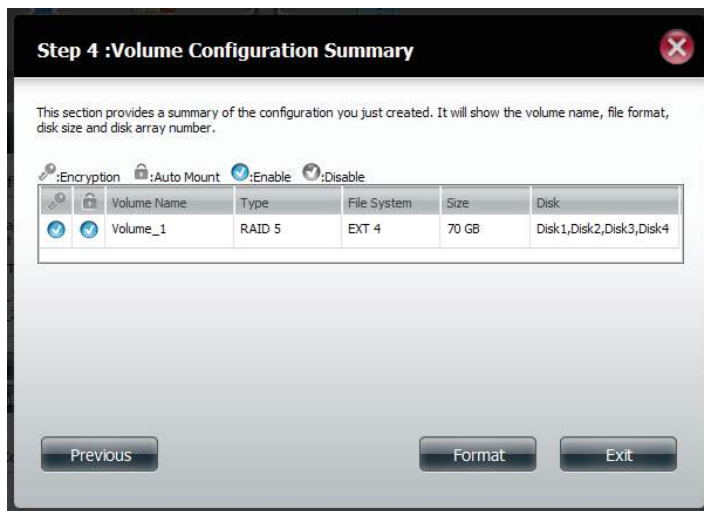 Step 4 :Volume Configuration Summary
This section provides a summary of the configuration you just created. It will show the volume name, file format,
disk size and disk array number.
:Encryption :Auto Mount :Enable :Disable
Volume Name Type File System Size Disk
Volume_1 RAID 5 EXT 4 70 GB Disk1,Disk2,Disk3,Disk4
Previous Format Exit